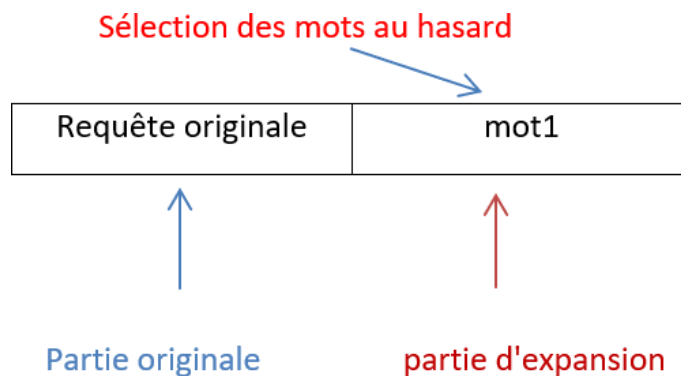 Sélection des mots au hasard
Requête originale mot1
Partie originale partie d'expansion